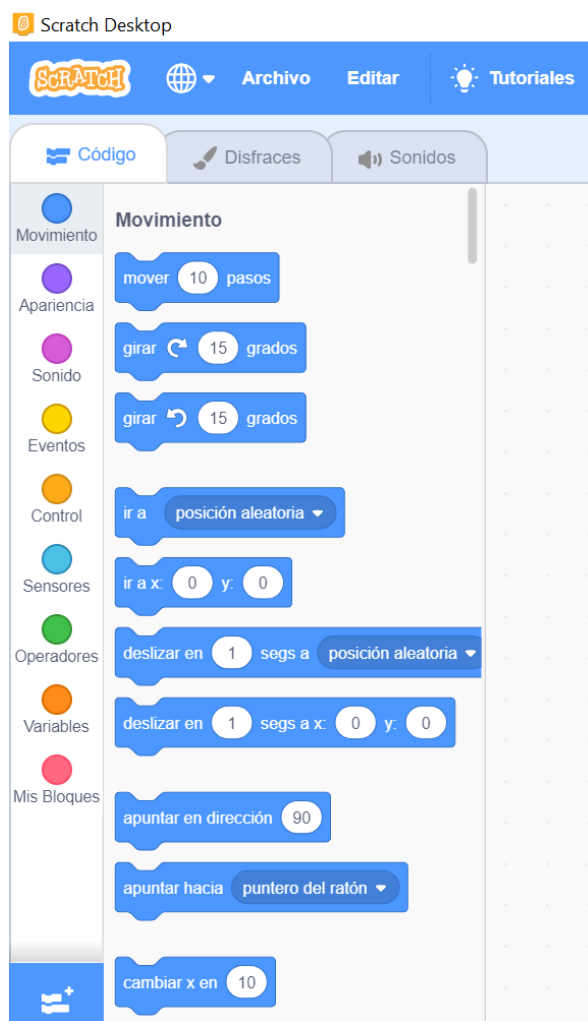 Scratch Desktop
SCRATCH Archivo Editar Tutoriales
Código Disfraces Sonidos
Movimiento
Apariencia
Sonido
Eventos
Control
Sensores
Operadores
Variables
Mis Bloques
Movimiento
mover 10 pasos
girar 15 grados
girar 15 grados
ir a posición aleatoria
ir a x: 0 y: 0
deslizar en 1 segs a posición aleatoria
deslizar en 1 segs a x: 0 y: 0
apuntar en dirección 90
apuntar hacia puntero del ratón
cambiar x en 10